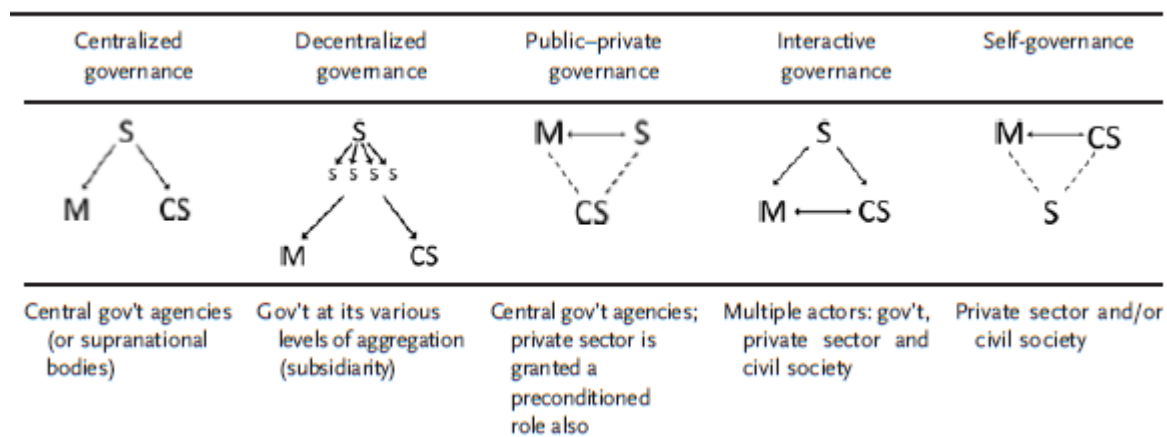 Centralized
governance
Decentralized
governance
Public–private
governance
Interactive
governance
Self-governance
S
M CS
S
S S S S
M CS
M S
CS
S
M CS
M CS
S
Central gov't agencies
(or supranational
bodies)
Gov't at its various
levels of aggregation
(subsidiarity)
Central gov't agencies;
private sector is
granted a
preconditioned
role also
Multiple actors: gov't,
private sector and
civil society
Private sector and/or
civil society